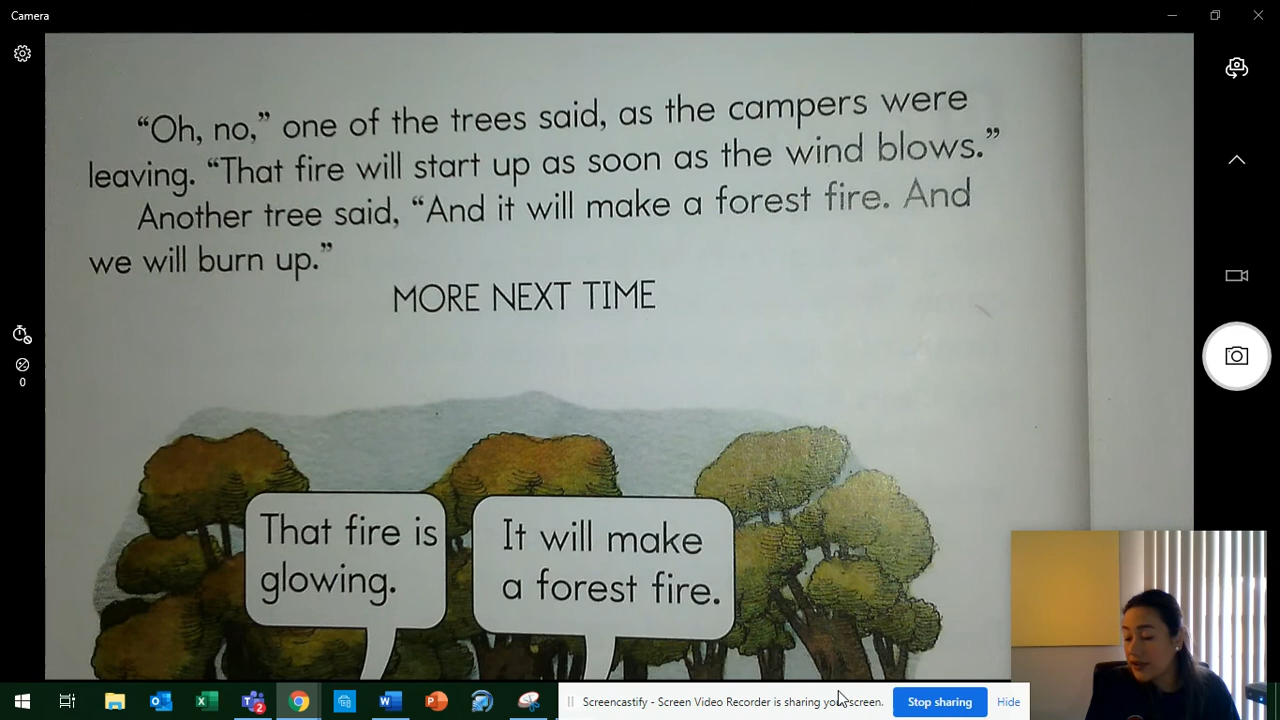 Camera
“Oh, no,” one of the trees said, as the campers were
leaving. “That fire will start up as soon as the wind blows.”
Another tree said, “And it will make a forest fire. And
we will burn up.”
MORE NEXT TIME
That fire is
glowing.
It will make
a forest fire.
0
2
Screencastify - Screen Video Recorder is sharing your screen.
Stop sharing
Hide